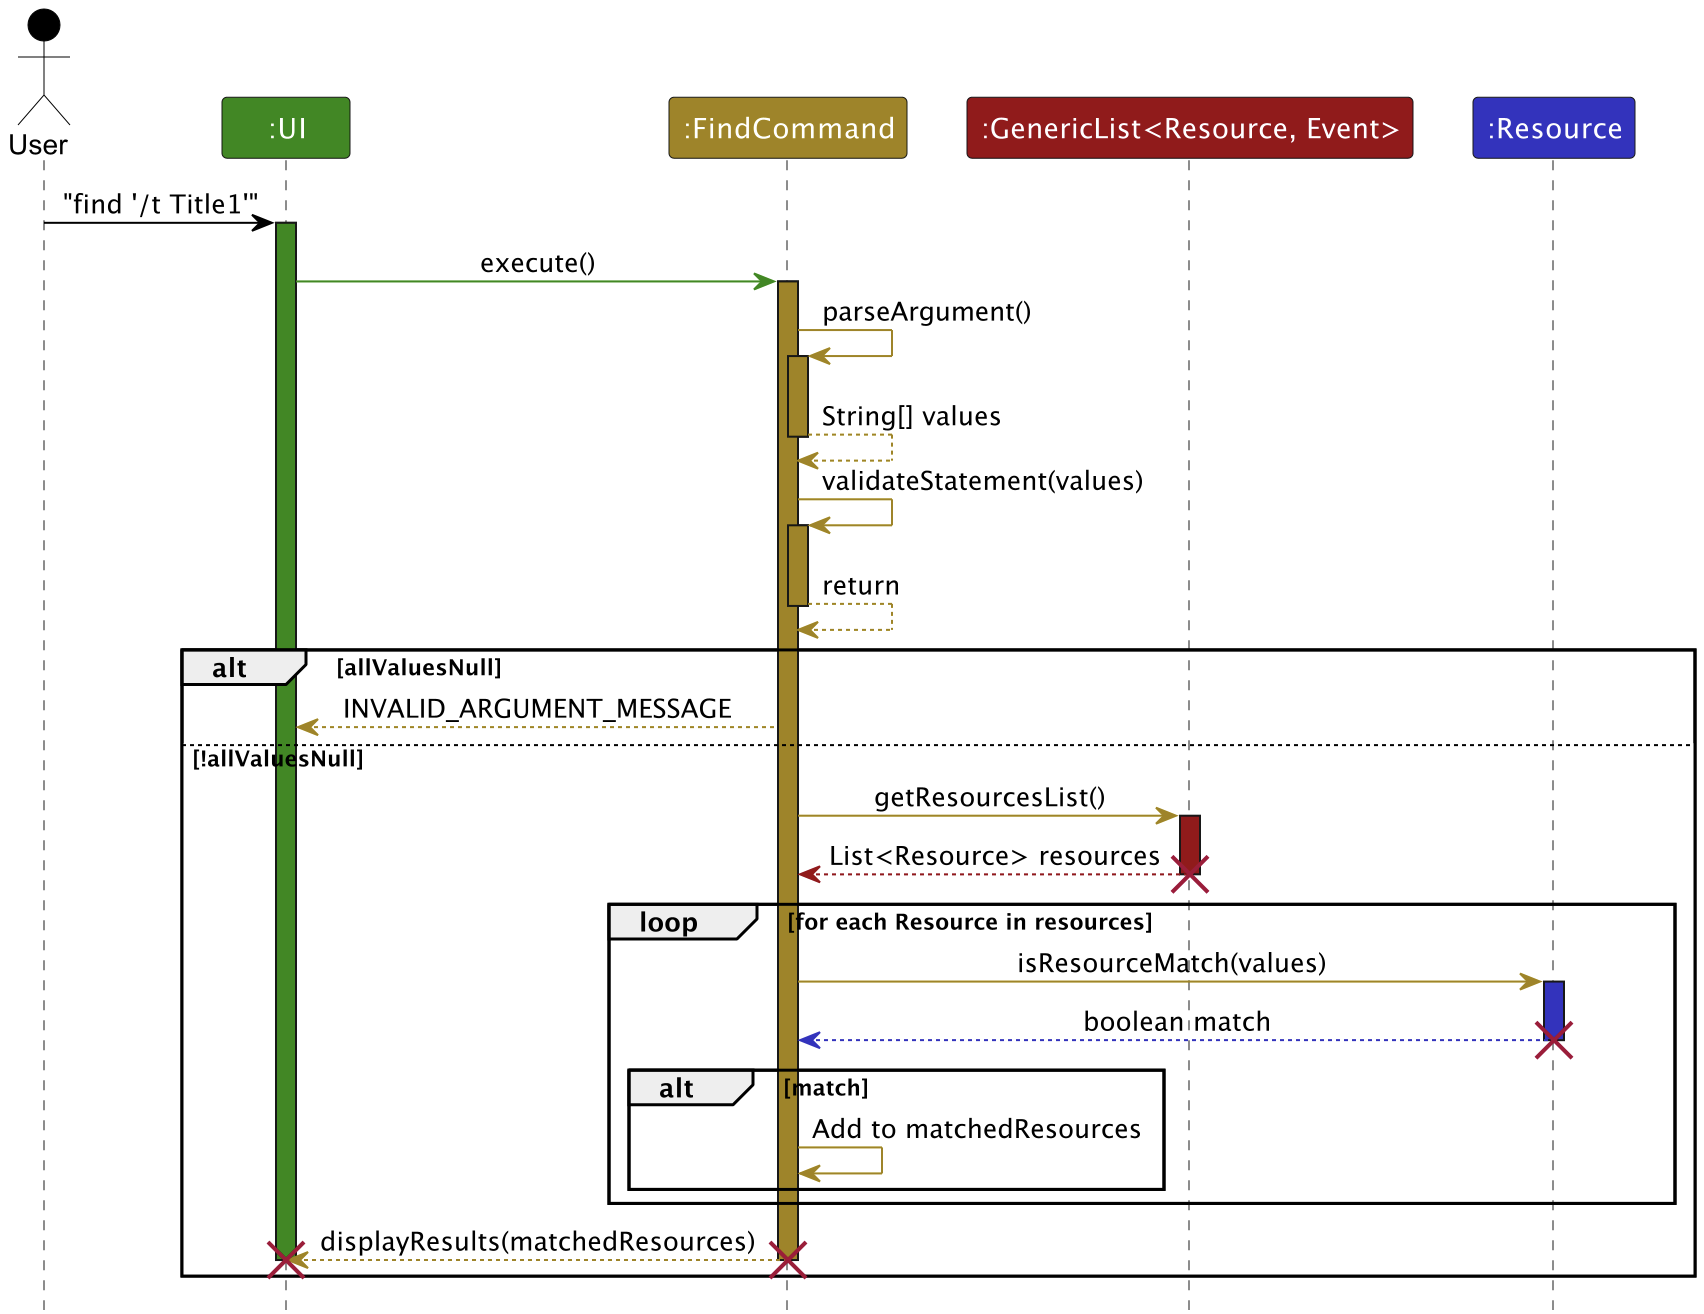 User
:UI
:FindCommand
:GenericList<Resource, Event>
:Resource
"find '/t Title1'"
execute()
parseArgument()
String[] values
validateStatement(values)
return
alt
[allValuesNull]
INVALID_ARGUMENT_MESSAGE
[!allValuesNull]
getResourcesList()
List<Resource> resources
loop
[for each Resource in resources]
isResourceMatch(values)
boolean match
alt
[match]
Add to matchedResources
displayResults(matchedResources)